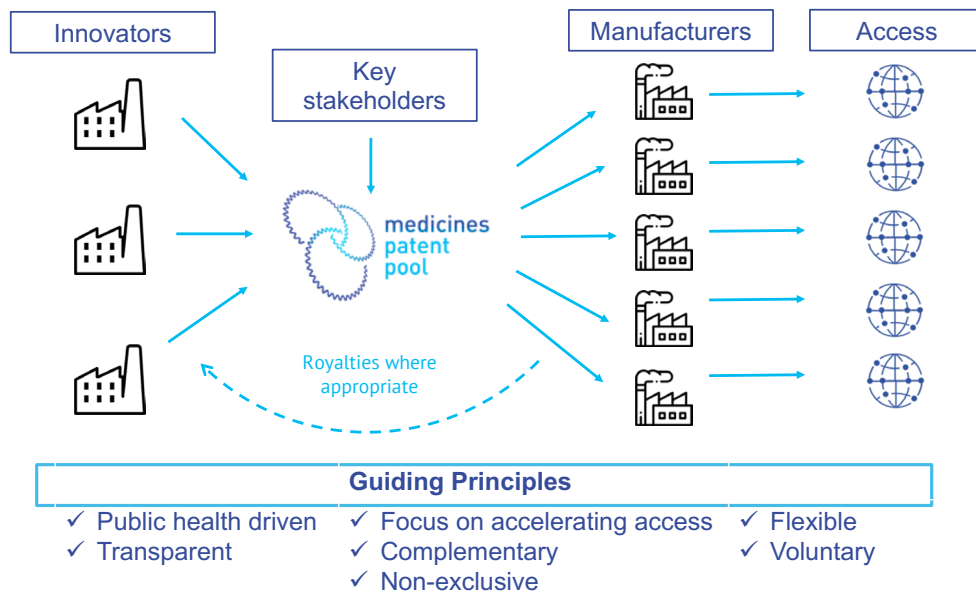 Innovators
Key
stakeholders
Manufacturers
Access
medicines
patent
pool
Royalties where
appropriate
Guiding Principles
✓ Public health driven
✓ Transparent
✓ Focus on accelerating access
✓ Complementary
✓ Non-exclusive
✓ Flexible
✓ Voluntary